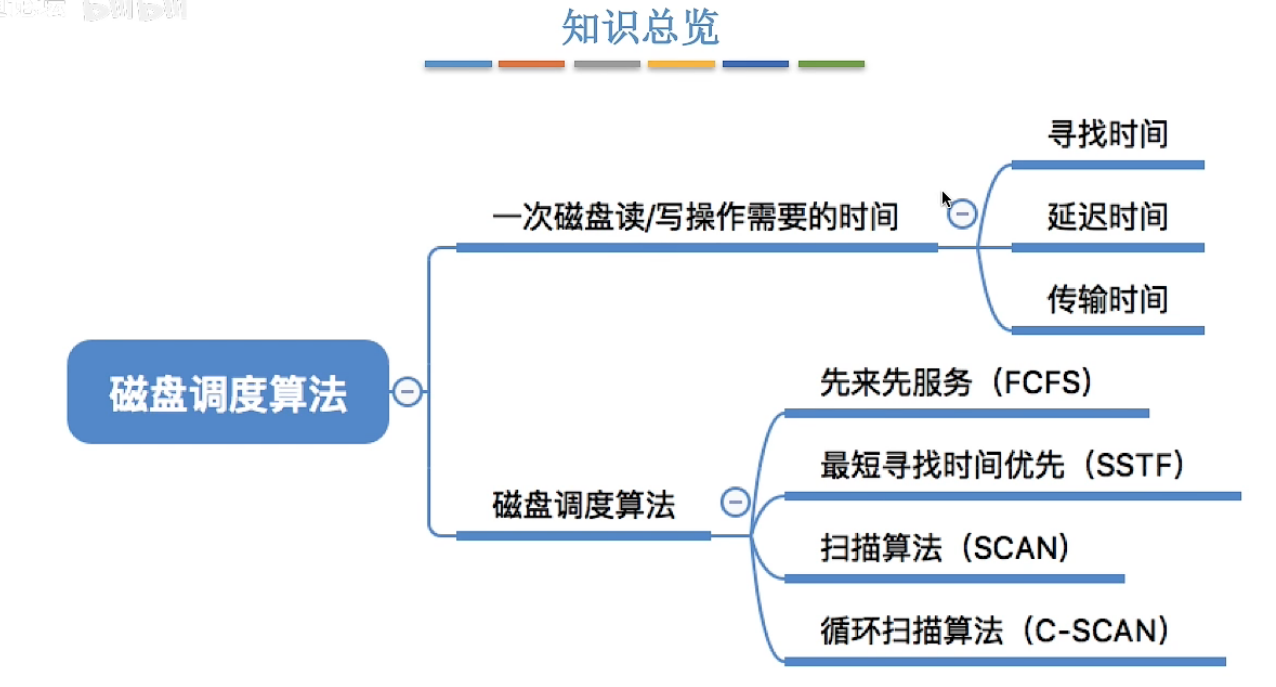 知识总览
寻找时间
一次磁盘读/写操作需要的时间
延迟时间
传输时间
磁盘调度算法
先来先服务（FCFS）
最短寻找时间优先（SSTF）
磁盘调度算法
扫描算法（SCAN）
循环扫描算法（C-SCAN）